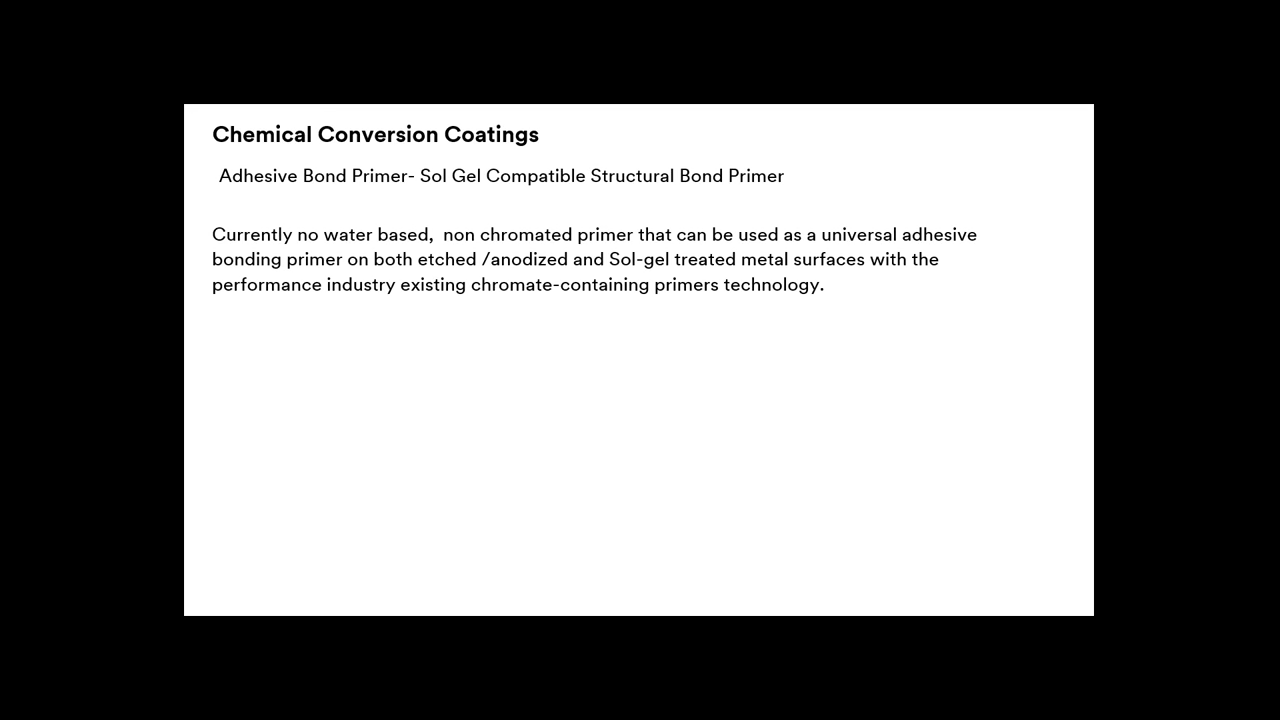 Chemical Conversion Coatings
Adhesive Bond Primer- Sol Gel Compatible Structural Bond Primer
Currently no water based,  non chromated primer that can be used as a universal adhesive
bonding primer on both etched /anodized and Sol-gel treated metal surfaces with the
performance industry existing chromate-containing primers technology.